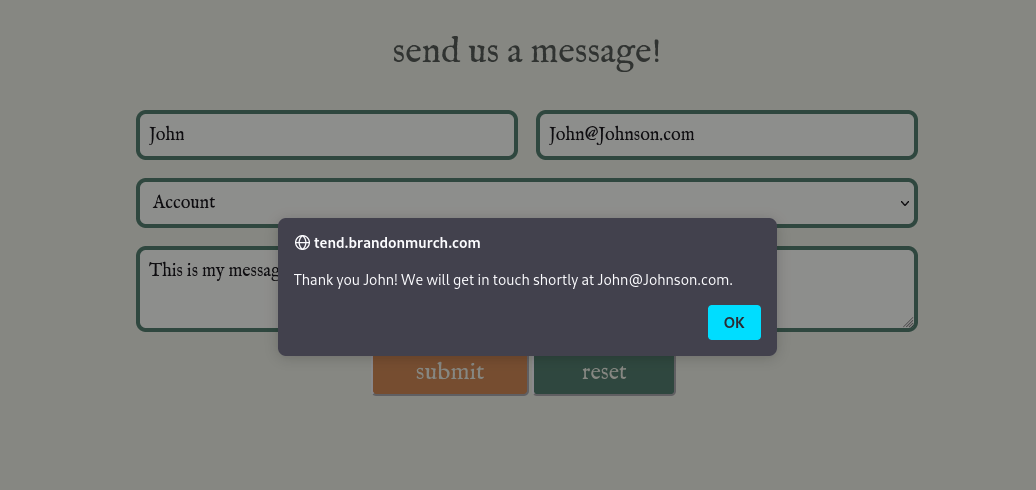 send us a message!
John
John@Johnson.com
Account
tend.brandonmurch.com
This is my messag
Thank you John! We will get in touch shortly at John@Johnson.com.
OK
submit
reset